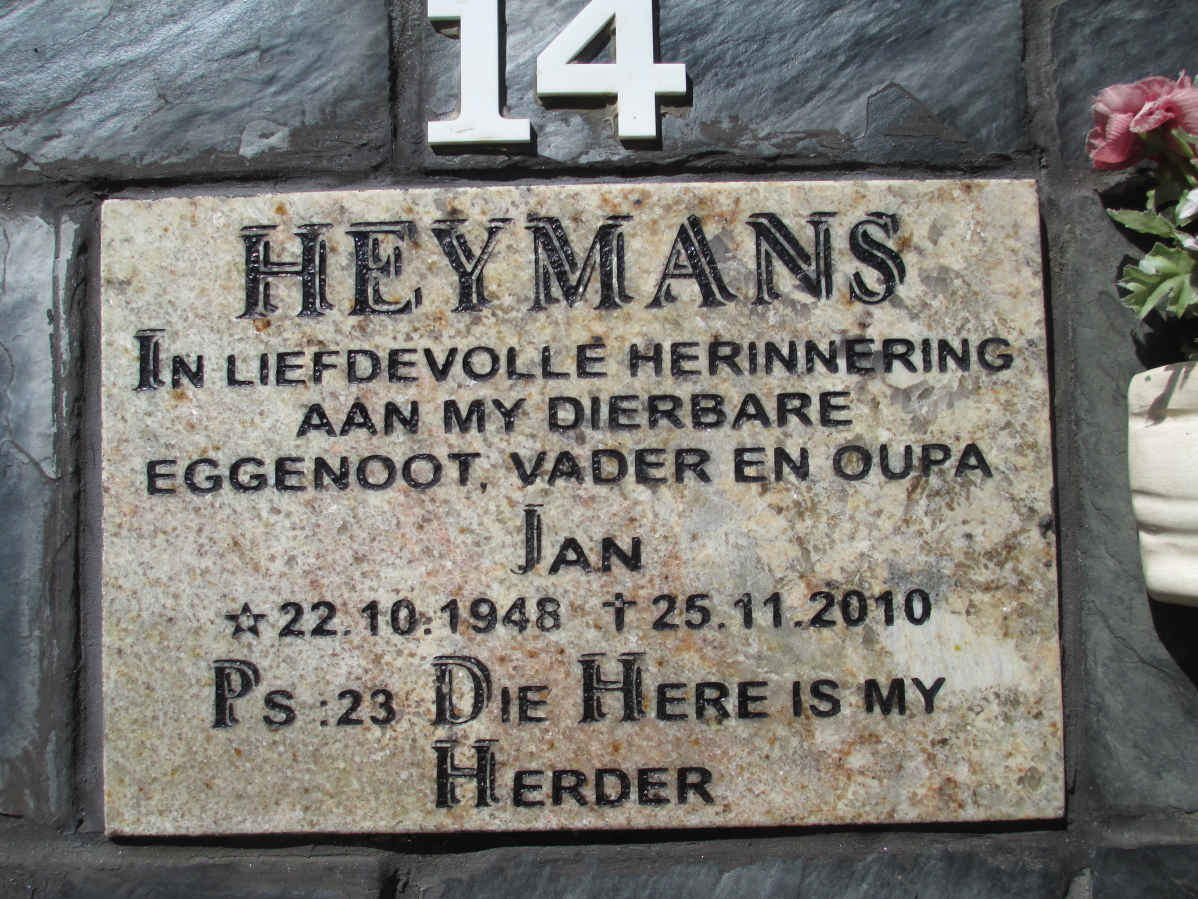 14
HEYMANS
IN LIEFDEVOLLE HERINNERING
AAN MY DIERBARE
EGGENOOT, VADER EN OUPA
JAN
☆22.10.1948 †25.11.2010
PS :23 DIE HERE IS MY
HERDER